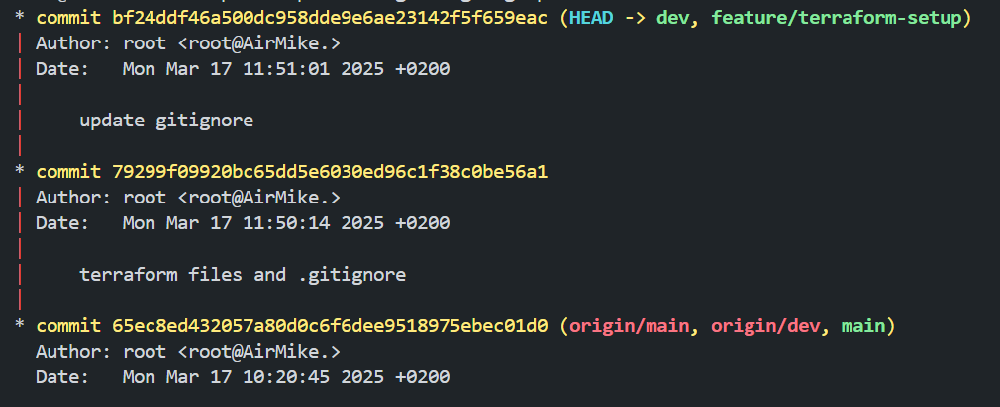 * commit bf24ddf46a500dc958dde9e6ae23142f5f659eac (HEAD -> dev, feature/terraform-setup)
| Author: root <root@AirMike.>
| Date:   Mon Mar 17 11:51:01 2025 +0200
|
|     update gitignore
|
* commit 79299f09920bc65dd5e6030ed96c1f38c0be56a1
| Author: root <root@AirMike.>
| Date:   Mon Mar 17 11:50:14 2025 +0200
|
|     terraform files and .gitignore
|
* commit 65ec8ed432057a80d0c6f6dee9518975ebec01d0 (origin/main, origin/dev, main)
  Author: root <root@AirMike.>
  Date:   Mon Mar 17 10:20:45 2025 +0200